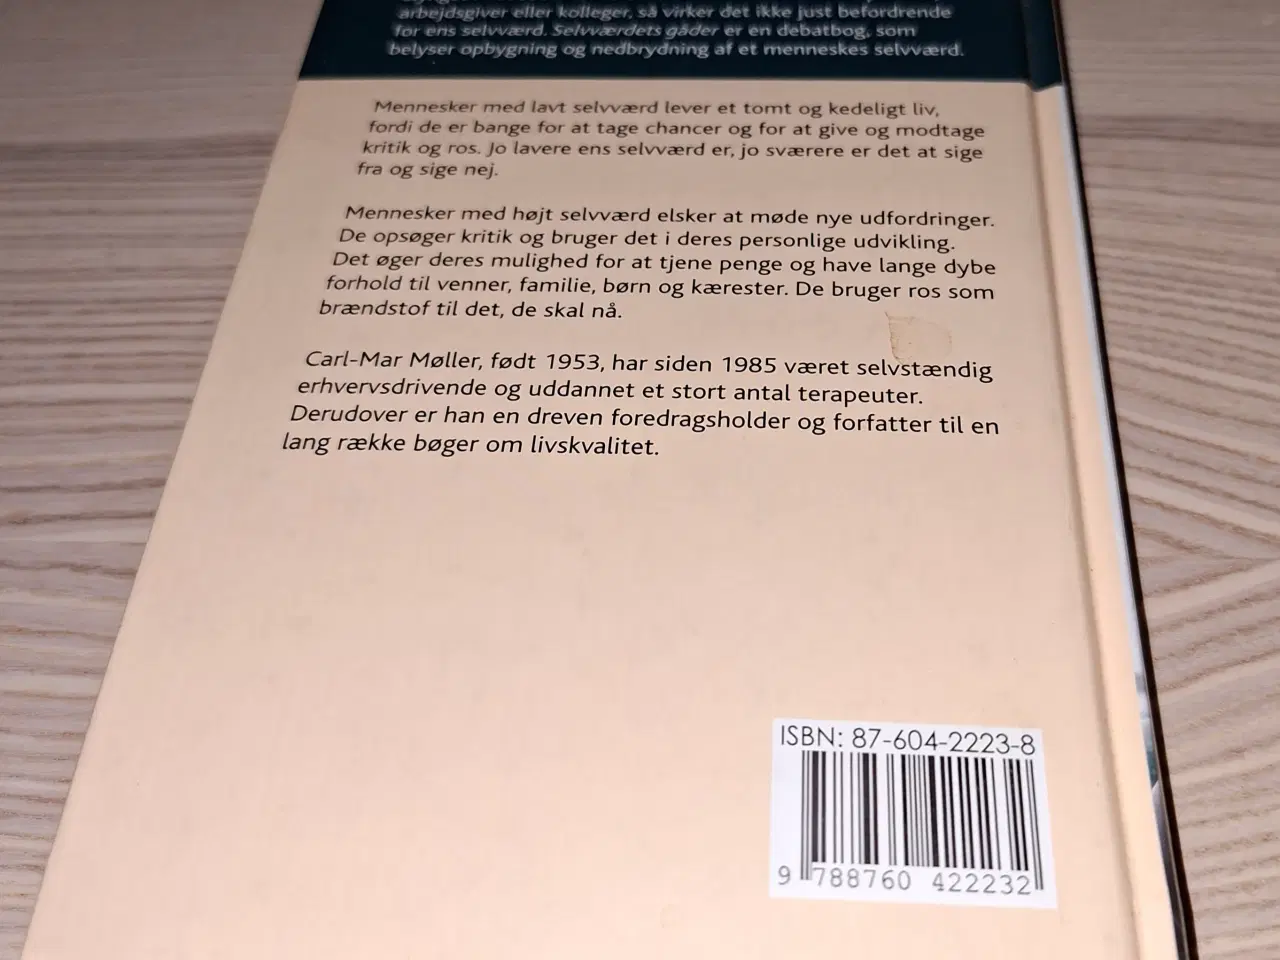 arbejdsgiver eller kolleger, så virker det ikke just befordrende
for ens selvværd. Selvværdets gåder er en debatbog, som
belyser opbygning og nedbrydning af et menneskes selvværd.
Mennesker med lavt selvværd lever et tomt og kedeligt liv,
fordi de er bange for at tage chancer og for at give og modtage
kritik og ros. Jo lavere ens selvværd er, jo sværere er det at sige
fra og sige nej.
Mennesker med højt selvværd elsker at møde nye udfordringer.
De opsøger kritik og bruger det i deres personlige udvikling.
Det øger deres mulighed for at tjene penge og have lange dybe
forhold til venner, familie, børn og kærester. De bruger ros som
brændstof til det, de skal nå.
Carl-Mar Møller, født 1953, har siden 1985 været selvstændig
erhvervsdrivende og uddannet et stort antal terapeuter.
Derudover er han en dreven foredragsholder og forfatter til en
lang række bøger om livskvalitet.
ISBN: 87-604-2223-8
9 788760 422232